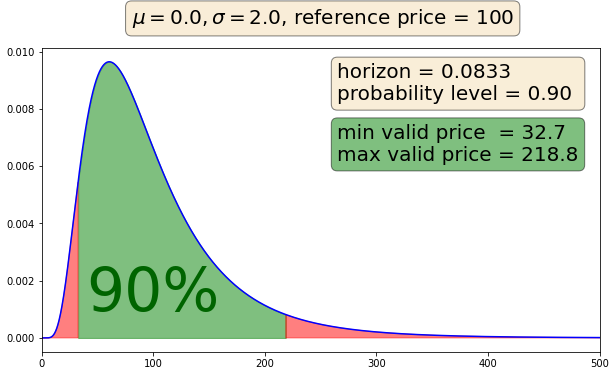 μ = 0.0, σ = 2.0, reference price = 100
horizon = 0.0833
probability level = 0.90
min valid price = 32.7
max valid price = 218.8
90%
0.010
0.008
0.006
0.004
0.002
0.000
0 100 200 300 400 500